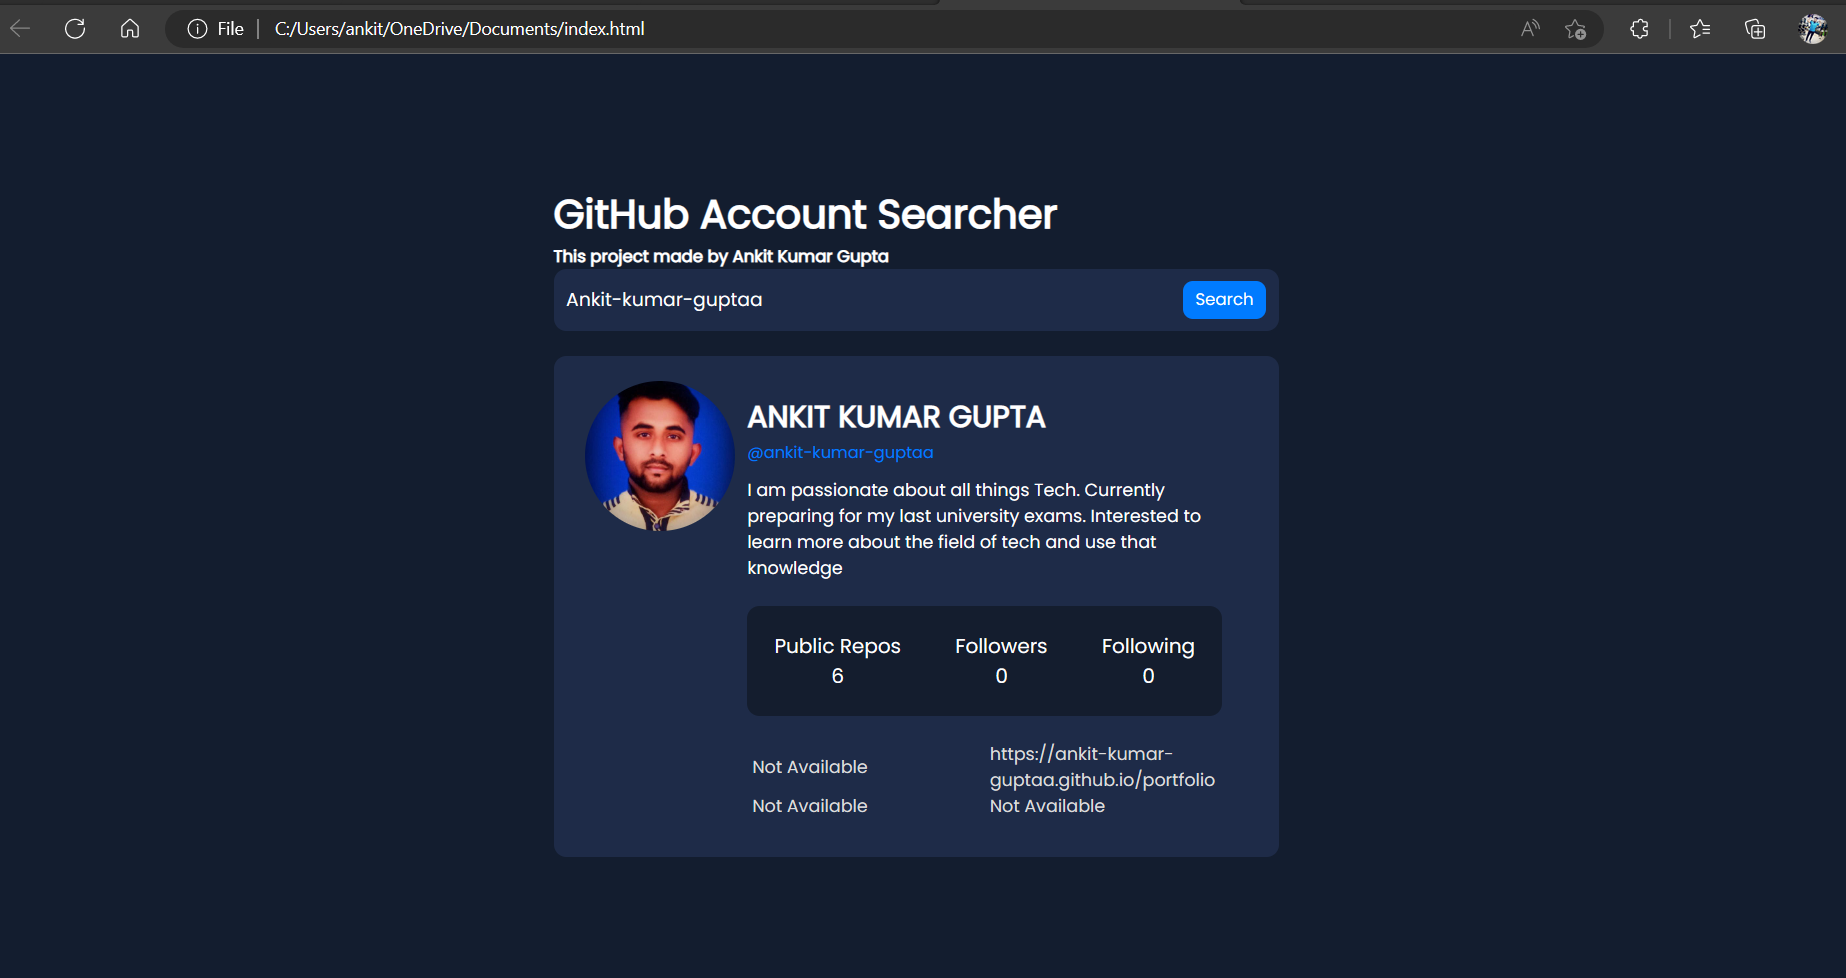 File | C:/Users/ankit/OneDrive/Documents/index.html
GitHub Account Searcher
This project made by Ankit Kumar Gupta
Ankit-kumar-guptaa
Search
ANKIT KUMAR GUPTA
@ankit-kumar-guptaa
I am passionate about all things Tech. Currently
preparing for my last university exams. Interested to
learn more about the field of tech and use that
knowledge
Public Repos Followers Following
6 0 0
Not Available
https://ankit-kumar-
guptaa.github.io/portfolio
Not Available
Not Available